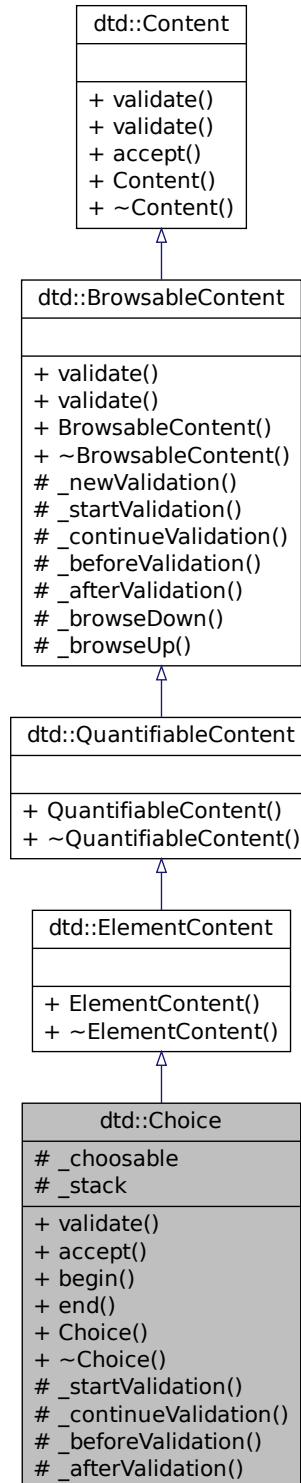 dtd::Content
+ validate()
+ validate()
+ accept()
+ Content()
+ ~Content()
dtd::BrowsableContent
+ validate()
+ validate()
+ BrowsableContent()
+ ~BrowsableContent()
# _newValidation()
# _startValidation()
# _continueValidation()
# _beforeValidation()
# _afterValidation()
# _browseDown()
# _browseUp()
dtd::QuantifiableContent
+ QuantifiableContent()
+ ~QuantifiableContent()
dtd::ElementContent
+ ElementContent()
+ ~ElementContent()
dtd::Choice
# _choosable
# _stack
+ validate()
+ accept()
+ begin()
+ end()
+ Choice()
+ ~Choice()
# _startValidation()
# _continueValidation()
# _beforeValidation()
# _afterValidation()